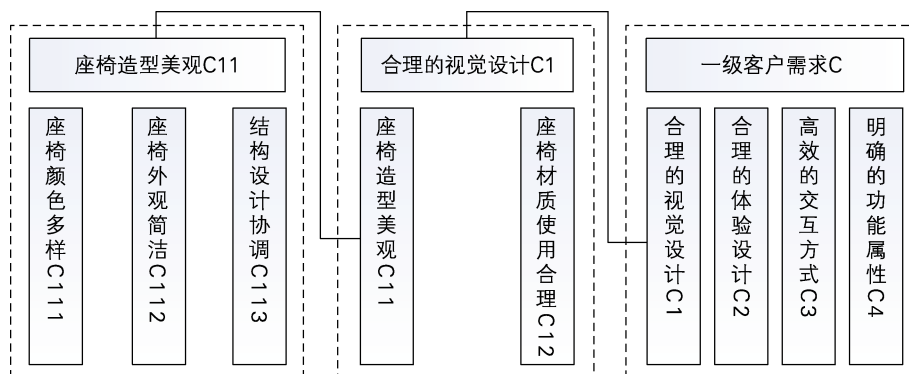 座椅造型美观C11
座椅颜色多样C111
座椅外观简洁C112
结构设计协调C113
合理的视觉设计C1
座椅造型美观C11
座椅材质使用合理C12
一级客户需求C
合理的视觉设计C1
合理的体验设计C2
高效的交互方式C3
明确的功能属性C4